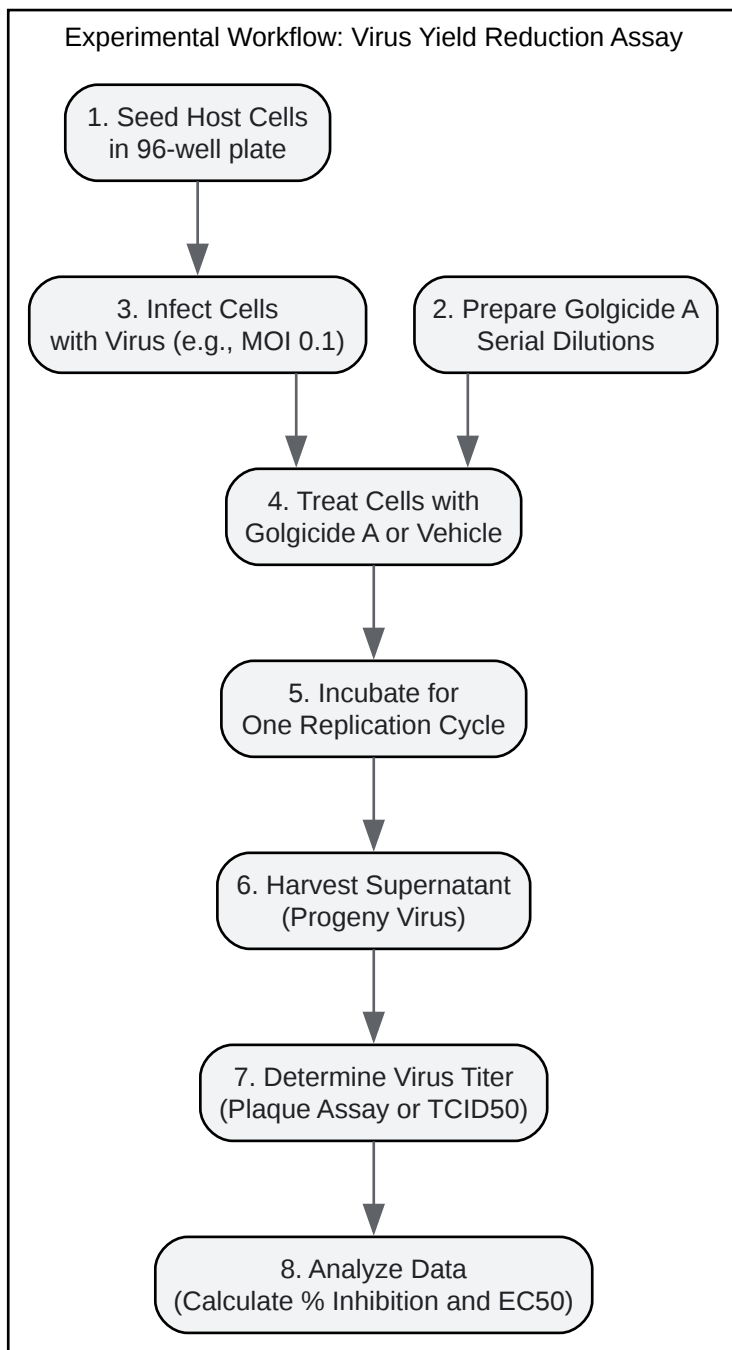 Experimental Workflow: Virus Yield Reduction Assay
1. Seed Host Cells
in 96-well plate
3. Infect Cells
with Virus (e.g., MOI 0.1)
2. Prepare Golgicide A
Serial Dilutions
4. Treat Cells with
Golgicide A or Vehicle
5. Incubate for
One Replication Cycle
6. Harvest Supernatant
(Progeny Virus)
7. Determine Virus Titer
(Plaque Assay or TCID50)
8. Analyze Data
(Calculate % Inhibition and EC50)